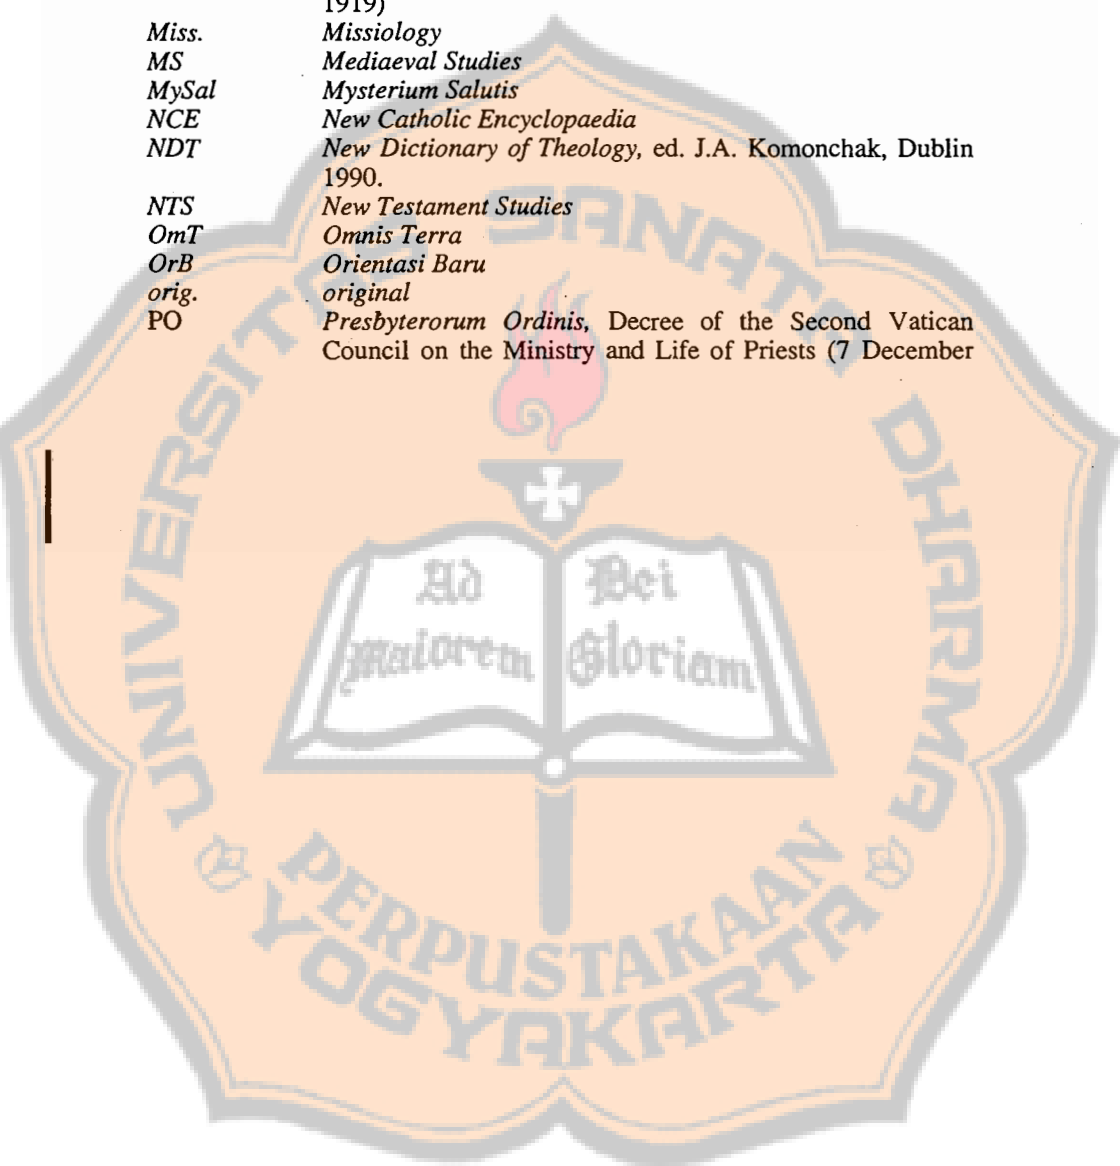 1919)
Miss. Missiology
MS Mediaeval Studies
MySal Mysterium Salutis
NCE New Catholic Encyclopaedia
NDT New Dictionary of Theology, ed. J.A. Komonchak, Dublin
1990.
NTS New Testament Studies
OmT Omnis Terra
OrB Orientasi Baru
orig. original
PO Presbyterorum Ordinis, Decree of the Second Vatican
Council on the Ministry and Life of Priests (7 December
UNIVERSITAS SANATA DHARMA
Ad Dei
maiorem Gloriam
PERPUSTAKAAN
YOGYAKARTA